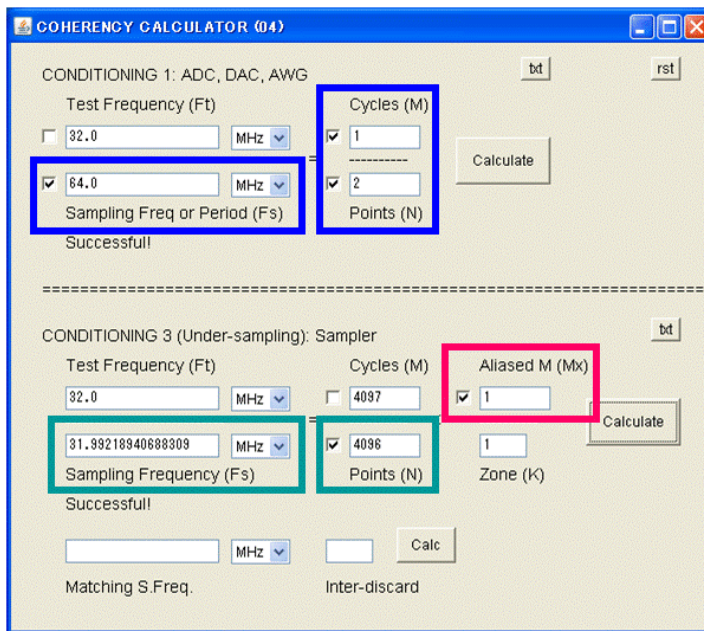 COHERENCY CALCULATOR (04)
CONDITIONING 1: ADC, DAC, AWG
txt
rst
Test Frequency (Ft)
Cycles (M)
32.0
MHz
1
=
----------
Calculate
64.0
MHz
2
Sampling Freq or Period (Fs)
Points (N)
Successful!
======================================================================
CONDITIONING 3 (Under-sampling): Sampler
txt
Test Frequency (Ft)
Cycles (M)
Aliased M (Mx)
32.0
MHz
4097
1
=
Calculate
31.99218940688309
MHz
4096
1
Sampling Frequency (Fs)
Points (N)
Zone (K)
Successful!
MHz
Calc
Matching S.Freq.
Inter-discard